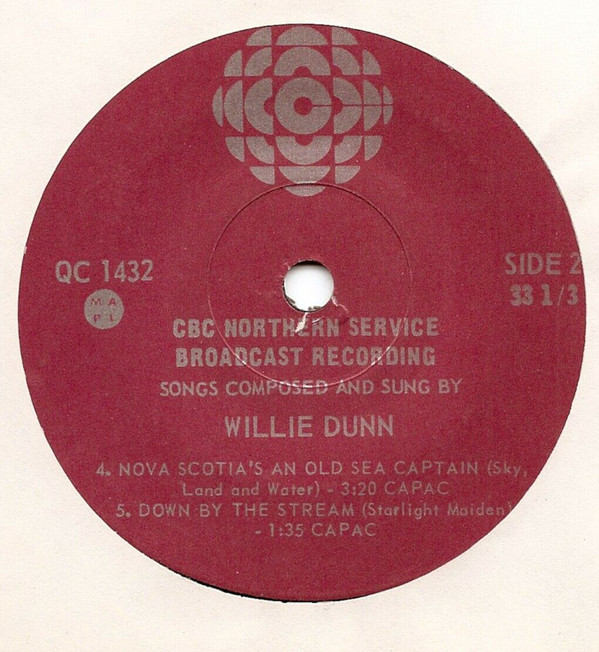 QC 1432
SIDE 2
33 1/3
M A
P L
CBC NORTHERN SERVICE
BROADCAST RECORDING
SONGS COMPOSED AND SUNG BY
WILLIE DUNN
4. NOVA SCOTIA'S AN OLD SEA CAPTAIN (Sky,
Land and Water) - 3:20 CAPAC
5. DOWN BY THE STREAM (Starlight Maiden)
- 1:35 CAPAC